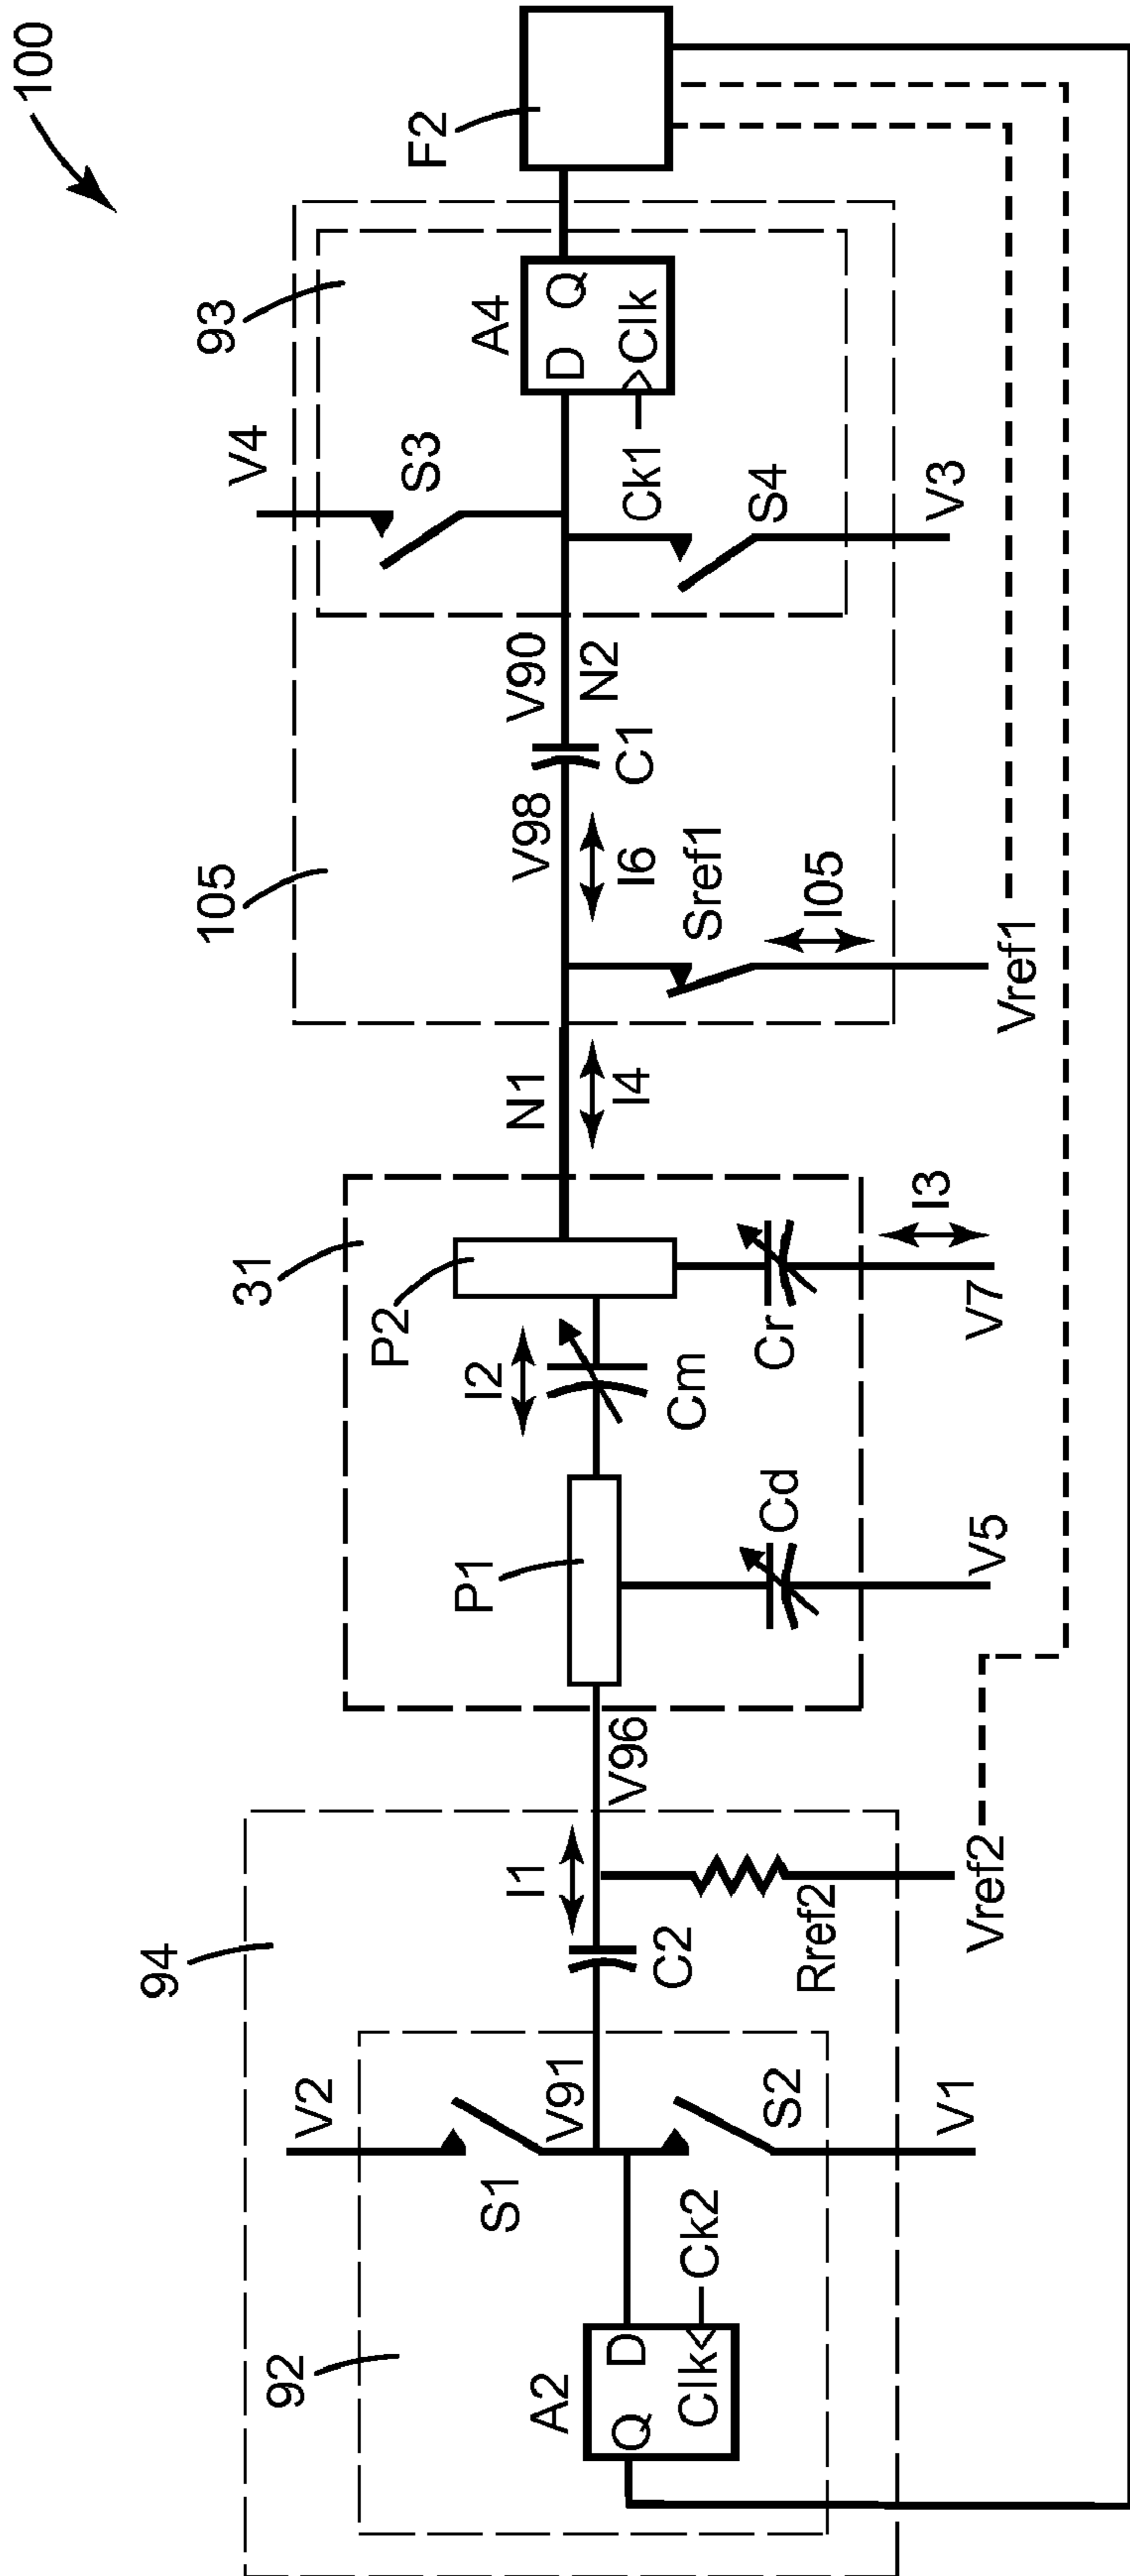 100
F2
93
V4
S3
A4
D Q
Clk
Ck1
S4
V3
105
V90
N2
C1
V98
I6
Sref1
I05
Vref1
N1
I4
31
P2
I2
Cm
Cr
I3
V7
P1
Cd
V5
V96
94
I1
C2
Rref2
Vref2
92
V2
S1
V91
S2
V1
A2
Q D
Clk
Ck2